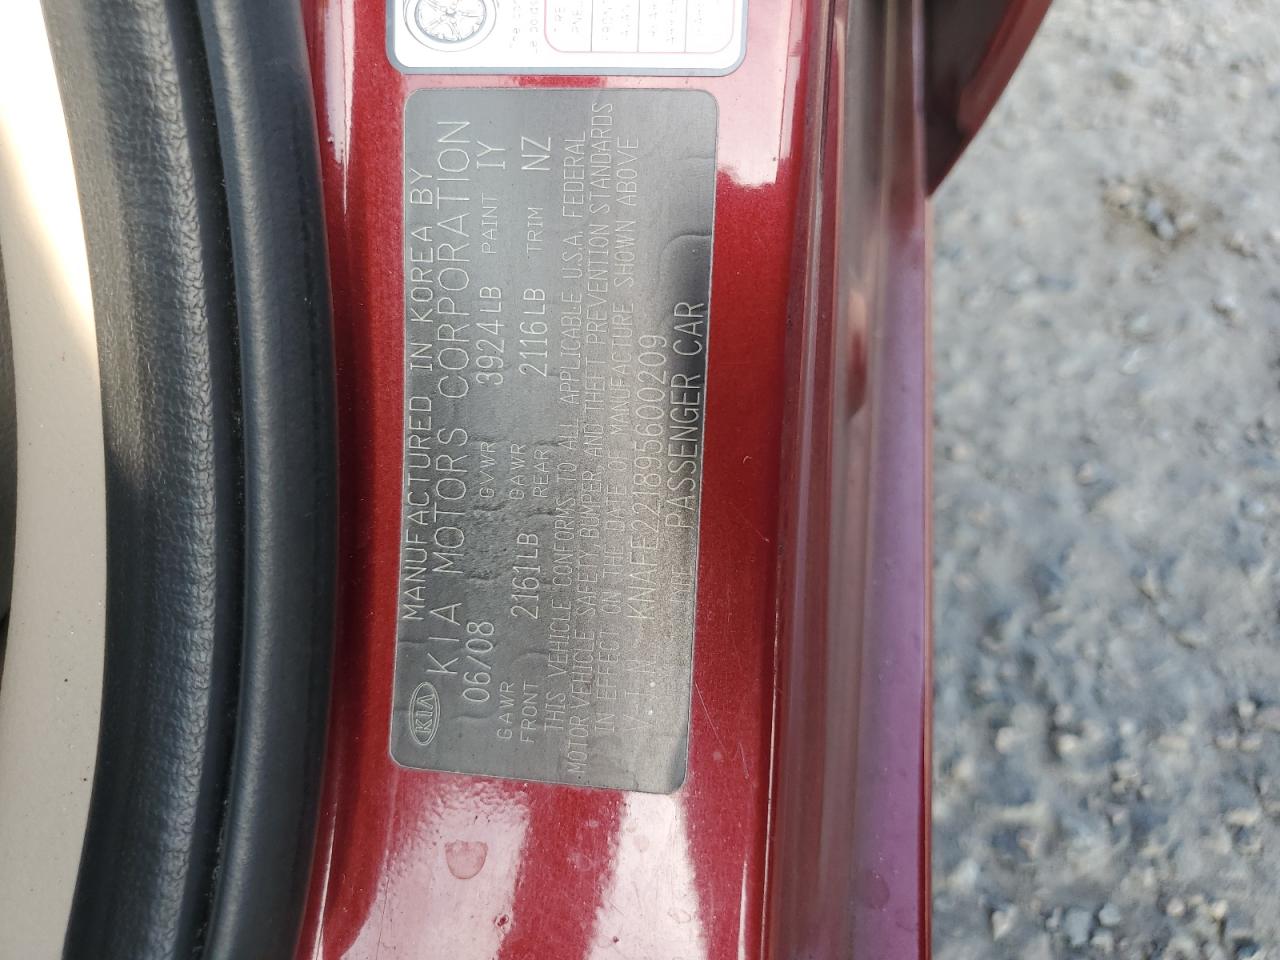 KIA MANUFACTURED IN KOREA BY
KIA MOTORS CORPORATION
06/08 GVWR 3924LB PAINT IY
GAWR FRONT 2161LB GAWR REAR 2116LB TRIM NZ
THIS VEHICLE CONFORMS TO ALL APPLICABLE U.S.A. FEDERAL
MOTOR VEHICLE SAFETY, BUMPER, AND THEFT PREVENTION STANDARDS
IN EFFECT ON THE DATE OF MANUFACTURE SHOWN ABOVE
V.I.N.: KNAFE221895600209
TYPE: PASSENGER CAR